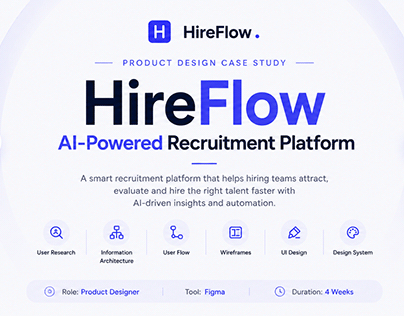 H HireFlow.
PRODUCT DESIGN CASE STUDY
HireFlow
AI-Powered Recruitment Platform
A smart recruitment platform that helps hiring teams attract,
evaluate and hire the right talent faster with
AI-driven insights and automation.
User Research
Information
Architecture
User Flow
Wireframes
UI Design
Design System
Role: Product Designer
Tool: Figma
Duration: 4 Weeks